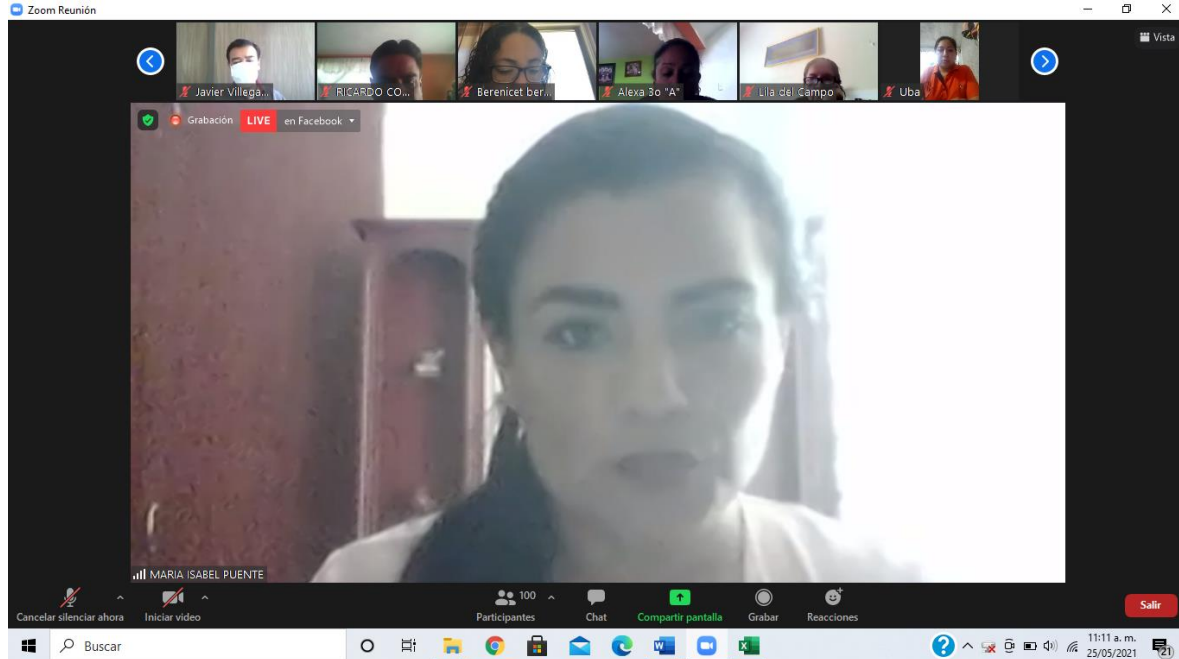 Zoom Reunión
Vista
Javier Villega...
RICARDO CO...
Berenicet ber...
Alexa 3o "A"
Lila del Campo
Uba
Grabación
LIVE
en Facebook
MARIA ISABEL PUENTE
Cancelar silenciar ahora
Iniciar video
100
Participantes
Chat
Compartir pantalla
Grabar
Reacciones
Salir
Buscar
11:11 a. m.
25/05/2021
21